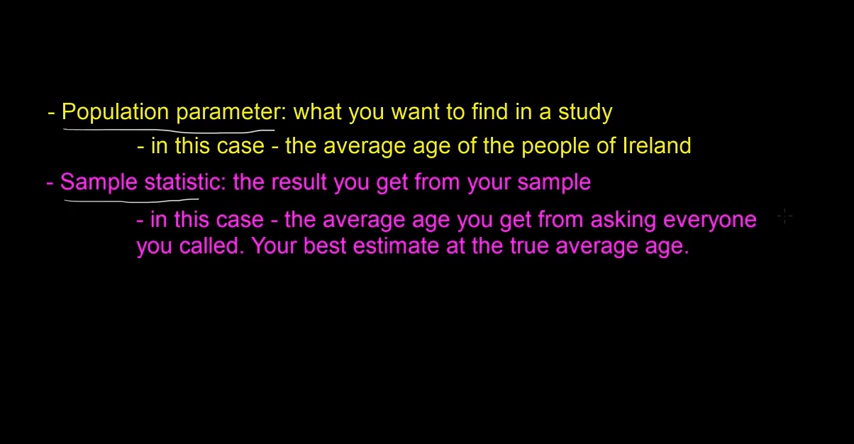 - Population parameter: what you want to find in a study
- in this case - the average age of the people of Ireland
- Sample statistic: the result you get from your sample
- in this case - the average age you get from asking everyone
you called. Your best estimate at the true average age.